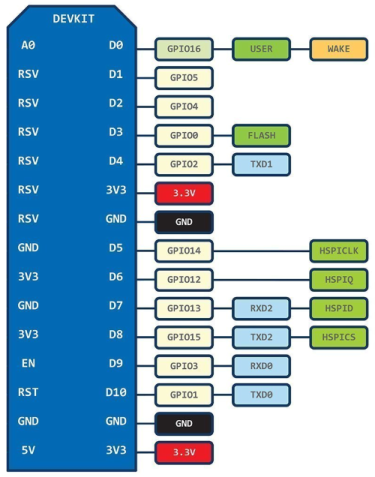 DEVKIT
A0 D0 GPIO16 USER WAKE
RSV D1 GPIO5
RSV D2 GPIO4
RSV D3 GPIO0 FLASH
RSV D4 GPIO2 TXD1
RSV 3V3 3.3V
RSV GND GND
GND D5 GPIO14 HSPICLK
3V3 D6 GPIO12 HSPIQ
GND D7 GPIO13 RXD2 HSPID
3V3 D8 GPIO15 TXD2 HSPICS
EN D9 GPIO3 RXD0
RST D10 GPIO1 TXD0
GND GND GND
5V 3V3 3.3V